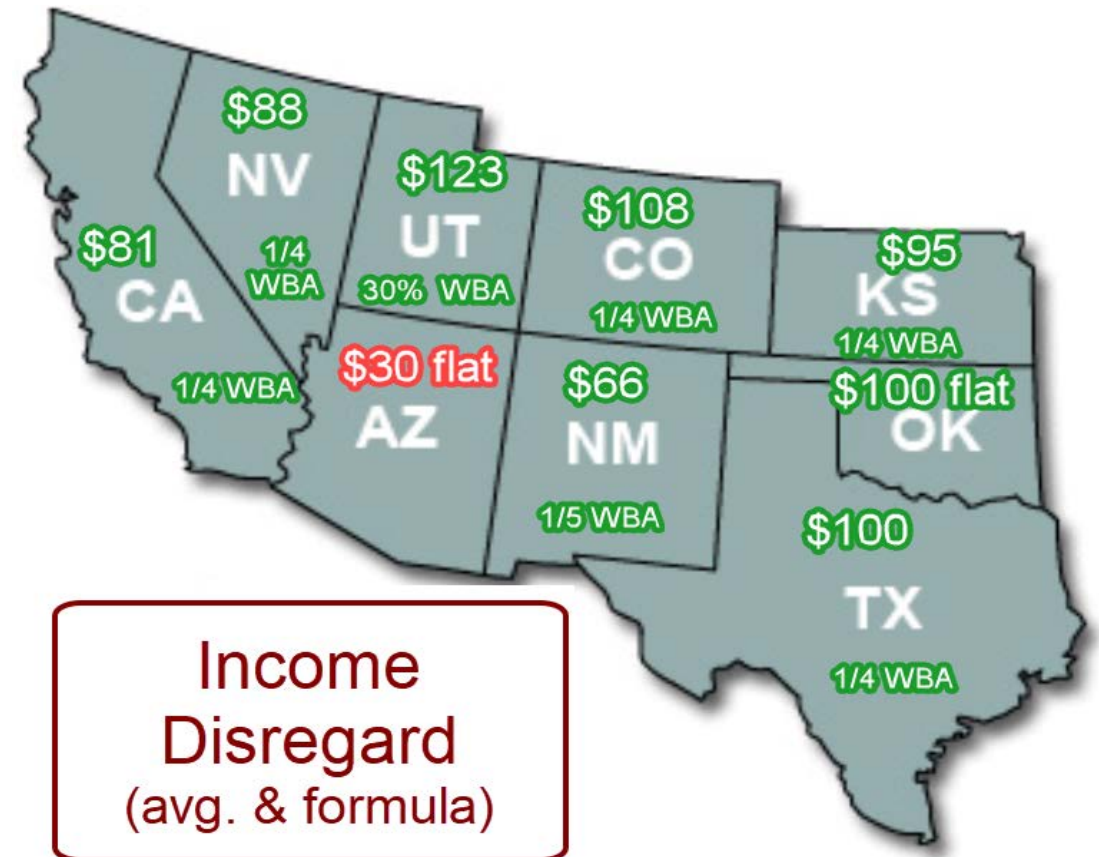 $88
NV
1/4
WBA
$123
UT
30% WBA
$108
CO
1/4 WBA
$95
KS
1/4 WBA
$81
CA
1/4 WBA
$30 flat
AZ
$66
NM
1/5 WBA
$100 flat
OK
$100
TX
1/4 WBA
Income
Disregard
(avg. & formula)